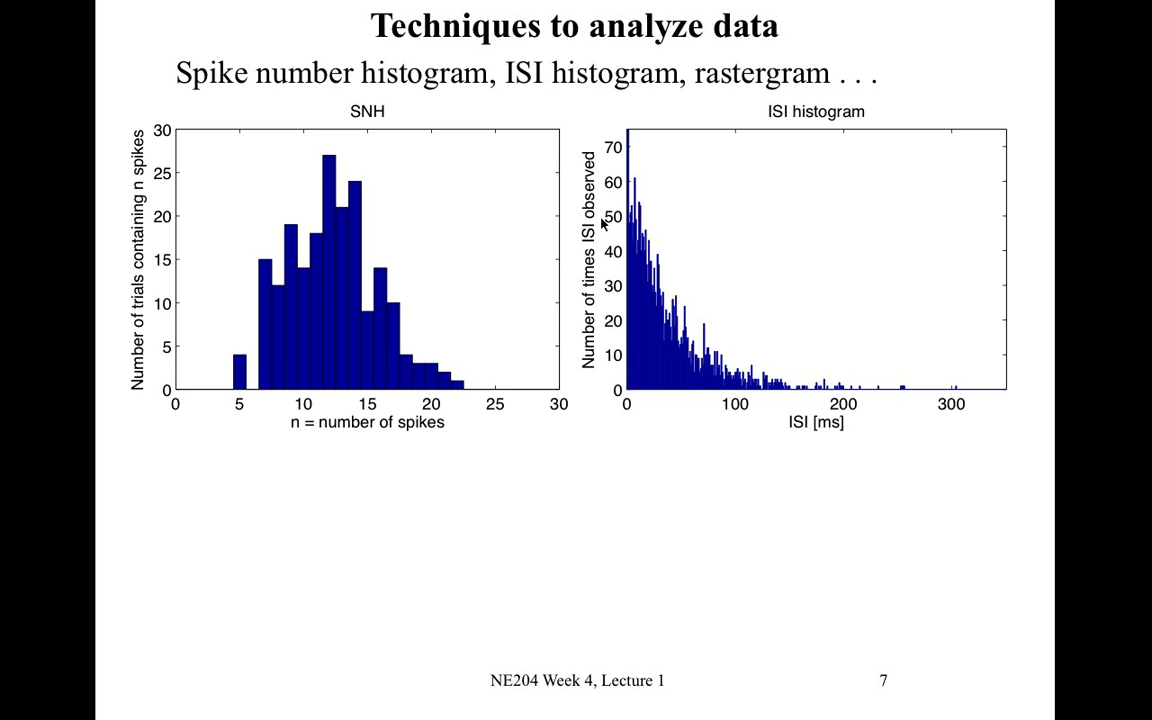 Techniques to analyze data
Spike number histogram, ISI histogram, rastergram . . .
SNH
Number of trials containing n spikes
30
25
20
15
10
5
0
0 5 10 15 20 25 30
n = number of spikes
ISI histogram
Number of times ISI observed
70
60
50
40
30
20
10
0
0 100 200 300
ISI [ms]
NE204 Week 4, Lecture 1
7